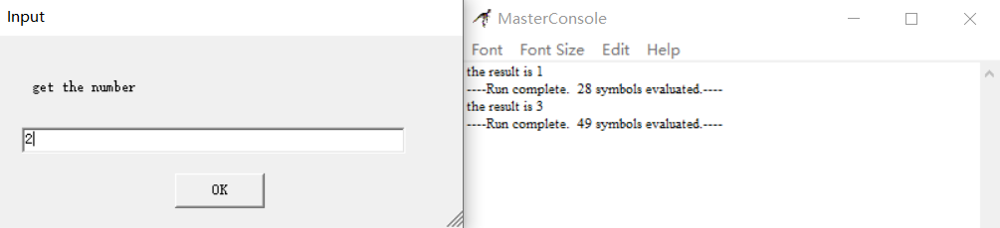 Input
get the number
2
OK
MasterConsole
Font Font Size Edit Help
the result is 1
----Run complete. 28 symbols evaluated.----
the result is 3
----Run complete. 49 symbols evaluated.----